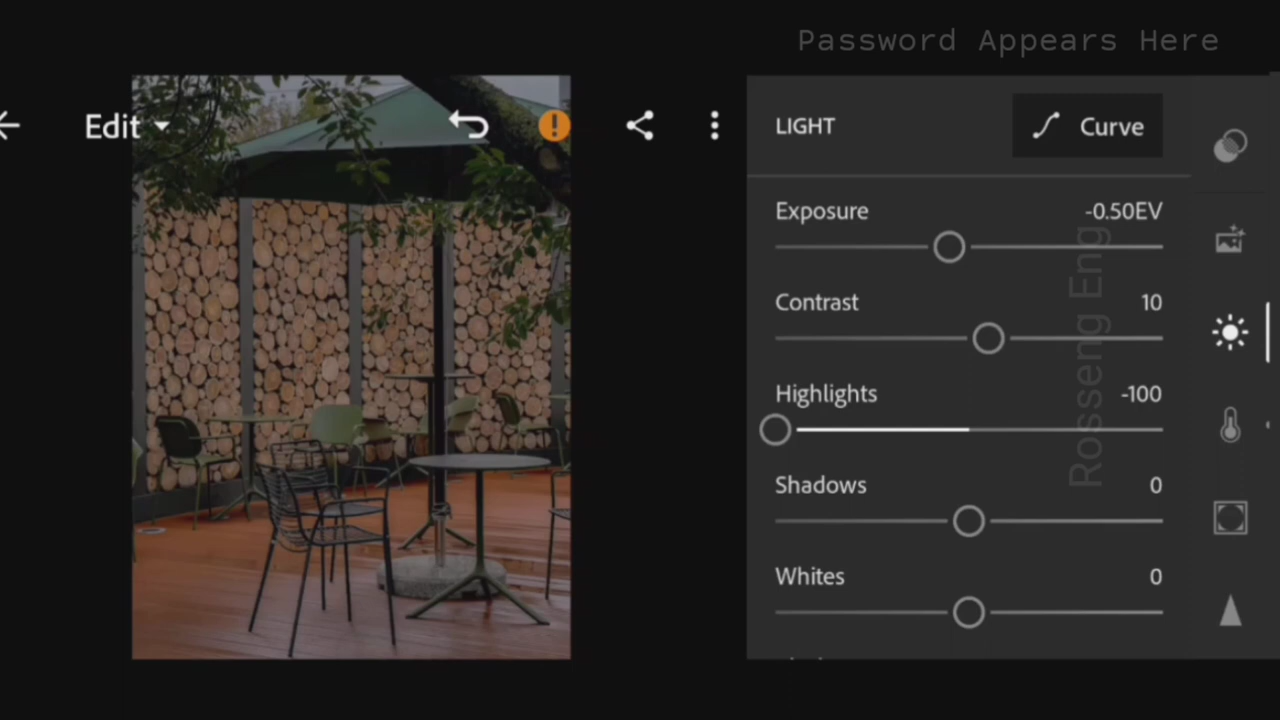 Password Appears Here
Edit
LIGHT
Curve
Exposure -0.50EV
Contrast 10
Highlights -100
Shadows 0
Whites 0
Rosseng Eng